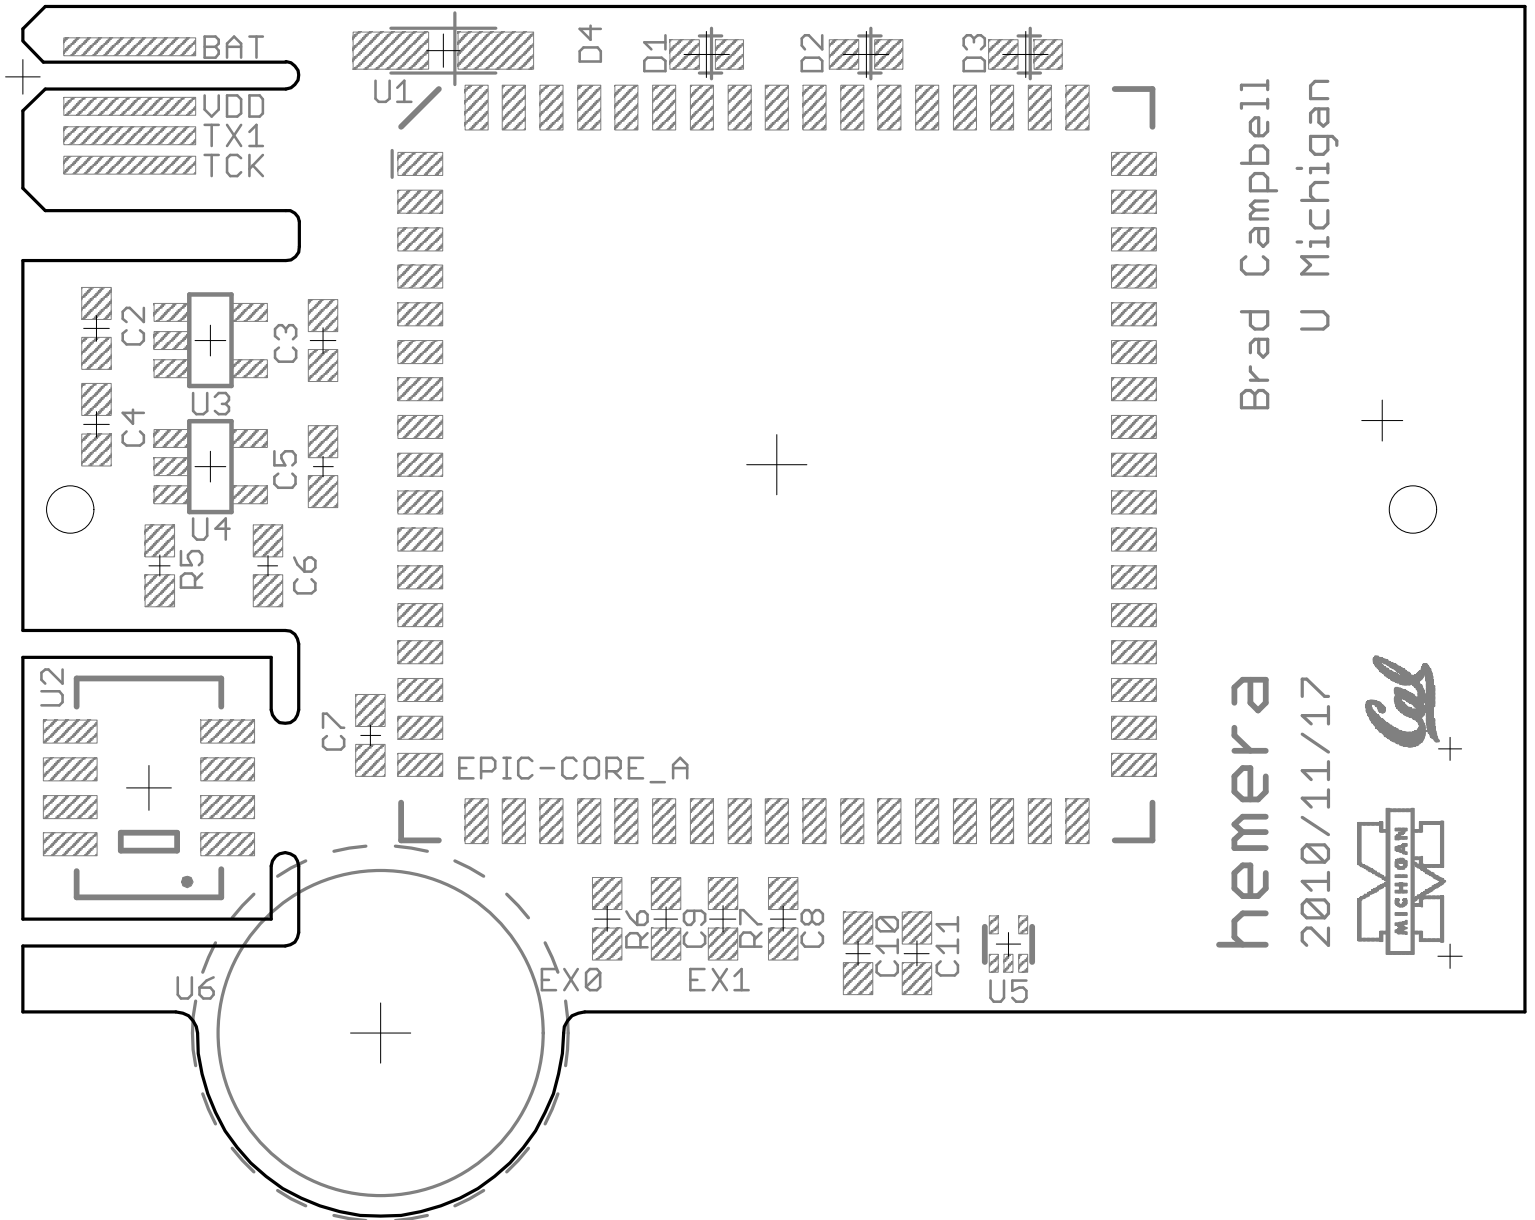 BAT
VDD
TX1
TCK
U1
D4
D1
D2
D3
Brad Campbell
U Michigan
C2
C3
U3
C4
C5
U4
R5
C6
U2
C7
EPIC-CORE_A
hemera
2010/11/17
Cal
MICHIGAN
R6
C9
R7
C8
C10
C11
EX0
EX1
U5
U6